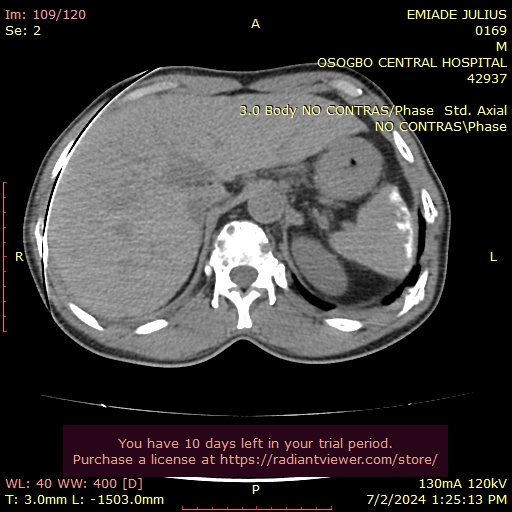 Im: 109/120
Se: 2
A
EMIADE JULIUS
0169
M
OSOGBO CENTRAL HOSPITAL
42937
3.0 Body NO CONTRAS/Phase Std. Axial
NO CONTRAS\Phase
R
L
You have 10 days left in your trial period.
Purchase a license at https://radiantviewer.com/store/
WL: 40 WW: 400 [D]
T: 3.0mm L: -1503.0mm
P
130mA 120kV
7/2/2024 1:25:13 PM